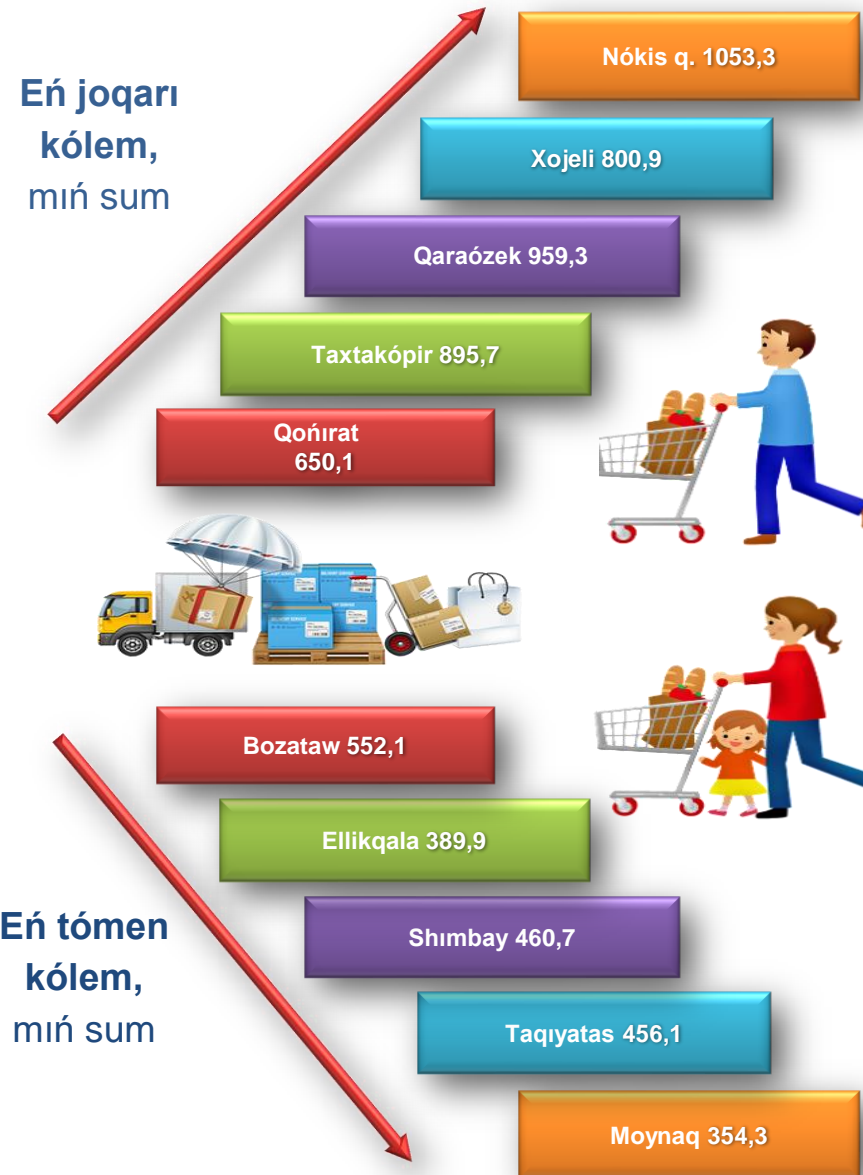 Eń joqarı
kólem,
mıń sum
Nókis q. 1053,3
Xojeli 800,9
Qaraózek 959,3
Taxtakópir 895,7
Qońırat
650,1
Bozataw 552,1
Ellikqala 389,9
Shımbay 460,7
Taqıyatas 456,1
Moynaq 354,3
Eń tómen
kólem,
mıń sum